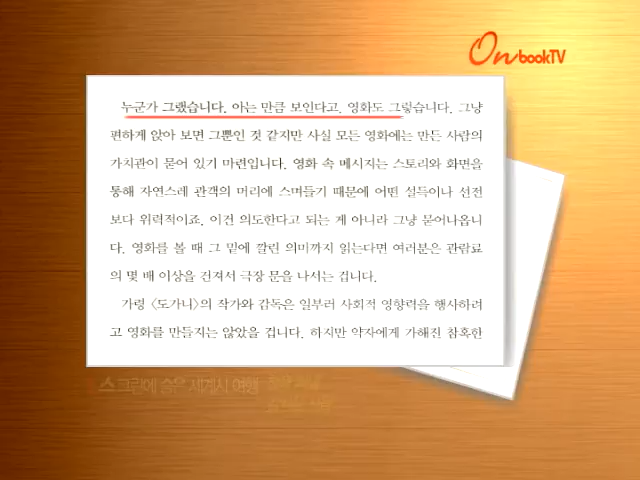 On bookTV
누군가 그랬습니다. 아는 만큼 보인다고. 영화도 그렇습니다. 그냥
편하게 앉아 보면 그뿐인 것 같지만 사실 모든 영화에는 만든 사람의
가치관이 묻어 있기 마련입니다. 영화 속 메시지는 스토리와 화면을
통해 자연스레 관객의 머리에 스며들기 때문에 어떤 설득이나 선전
보다 위력적이죠. 이건 의도한다고 되는 게 아니라 그냥 묻어나옵니
다. 영화를 볼 때 그 밑에 깔린 의미까지 읽는다면 여러분은 관람료
의 몇 배 이상을 건져서 극장 문을 나서는 겁니다.
가령 〈도가니〉의 작가와 감독은 일부러 사회적 영향력을 행사하려
고 영화를 만들지는 않았을 겁니다. 하지만 약자에게 가해진 참혹한
스크린에 숨은 세계시 여행